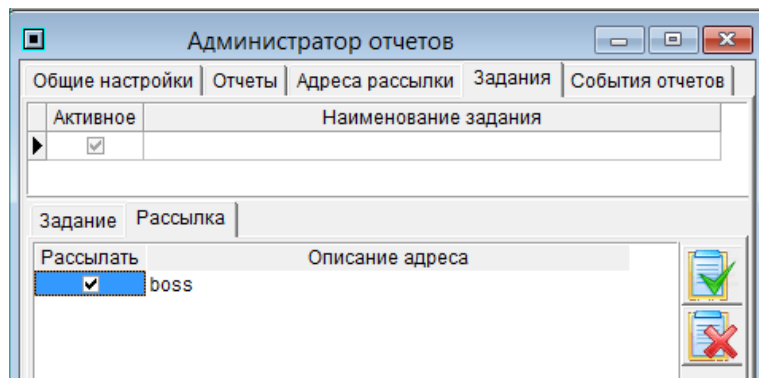 Администратор отчетов
Общие настройки Отчеты Адреса рассылки Задания События отчетов
Активное Наименование задания
Задание Рассылка
Рассылать Описание адреса
boss